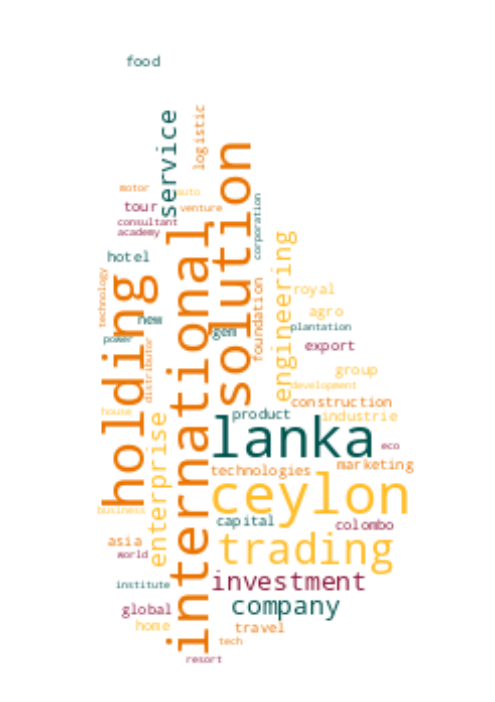 food
service
logistic
solution
motor
auto
tour
venture
consultant
academy
corporation
international
hotel
engineering
technology
holding
foundation
royal
agro
new
gem
plantation
power
distributor
export
group
development
construction
house
enterprise
product
industrie
lanka
eco
technologies
marketing
ceylon
business
capital
colombo
asia
trading
world
institute
investment
global
company
home
travel
tech
resort